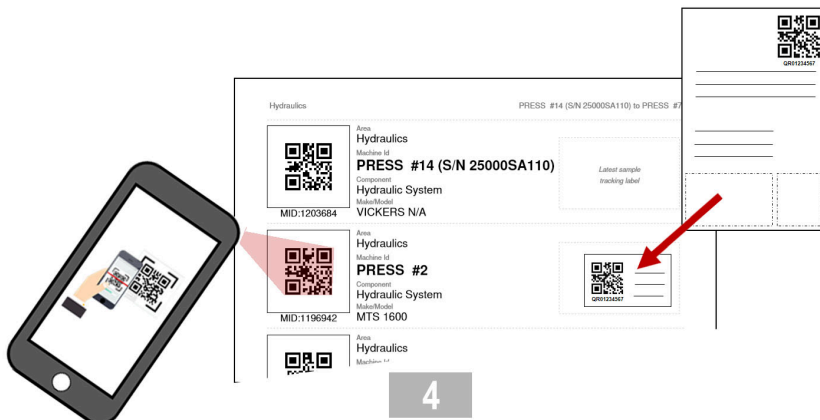 QR01234567
Hydraulics
PRESS #14 (S/N 25000SA110) to PRESS #7
Area
Hydraulics
Machine Id
PRESS #14 (S/N 25000SA110)
Component
Hydraulic System
Make/Model
VICKERS N/A
MID:1203684
Latest sample
tracking label
Area
Hydraulics
Machine Id
PRESS #2
Component
Hydraulic System
Make/Model
MTS 1600
MID:1196942
QR01234567
Area
Hydraulics
Machine Id
4